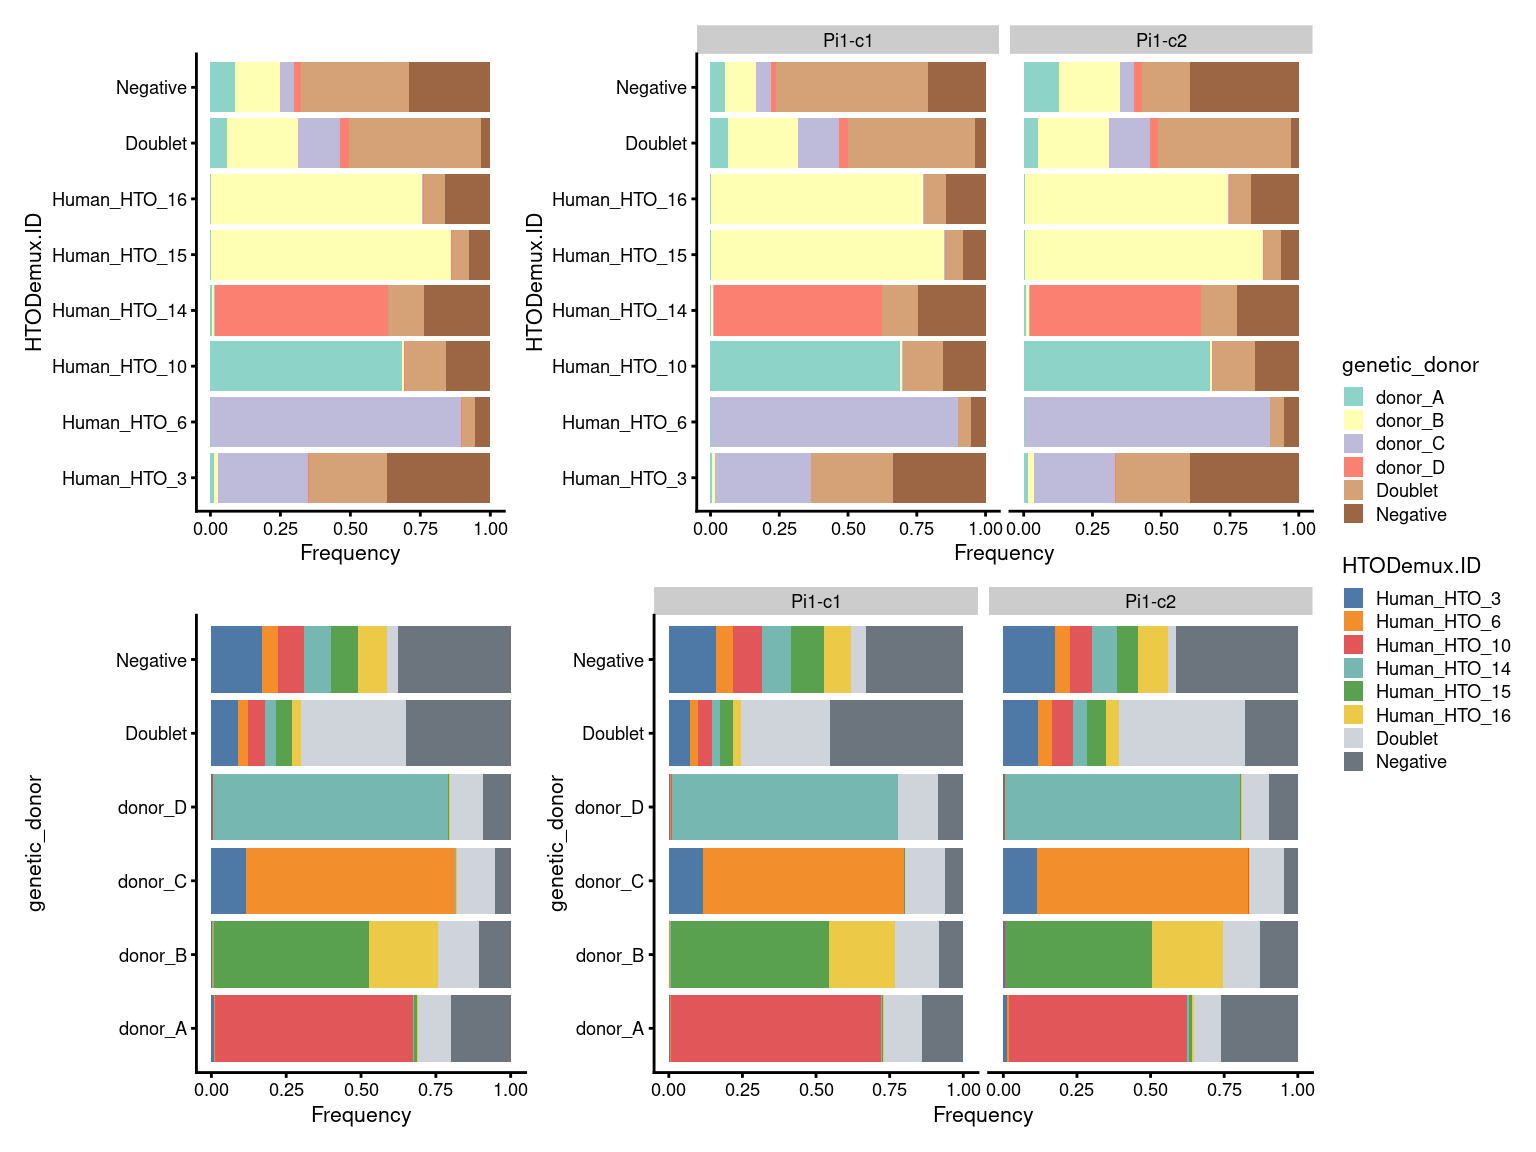 Pi1-c1
Pi1-c2
HTODemux.ID
Negative
Doublet
Human_HTO_16
Human_HTO_15
Human_HTO_14
Human_HTO_10
Human_HTO_6
Human_HTO_3
0.00 0.25 0.50 0.75 1.00
Frequency
HTODemux.ID
Negative
Doublet
Human_HTO_16
Human_HTO_15
Human_HTO_14
Human_HTO_10
Human_HTO_6
Human_HTO_3
0.00 0.25 0.50 0.75 1.00
0.00 0.25 0.50 0.75 1.00
Frequency
genetic_donor
donor_A
donor_B
donor_C
donor_D
Doublet
Negative
HTODemux.ID
Human_HTO_3
Human_HTO_6
Human_HTO_10
Human_HTO_14
Human_HTO_15
Human_HTO_16
Doublet
Negative
genetic_donor
Negative
Doublet
donor_D
donor_C
donor_B
donor_A
0.00 0.25 0.50 0.75 1.00
Frequency
Pi1-c1
Pi1-c2
genetic_donor
Negative
Doublet
donor_D
donor_C
donor_B
donor_A
0.00 0.25 0.50 0.75 1.00
0.00 0.25 0.50 0.75 1.00
Frequency